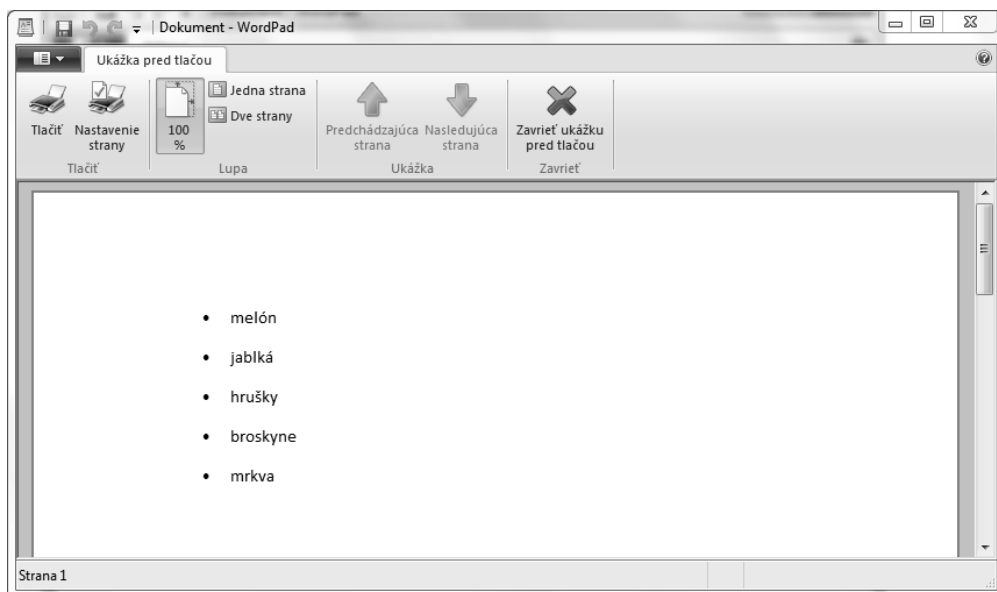 Dokument - WordPad
Ukážka pred tlačou
Tlačiť
Nastavenie
strany
Tlačiť
100
%
Jedna strana
Dve strany
Lupa
Predchádzajúca
strana
Nasledujúca
strana
Ukážka
Zavrieť ukážku
pred tlačou
Zavrieť
• melón
• jablká
• hrušky
• broskyne
• mrkva
Strana 1